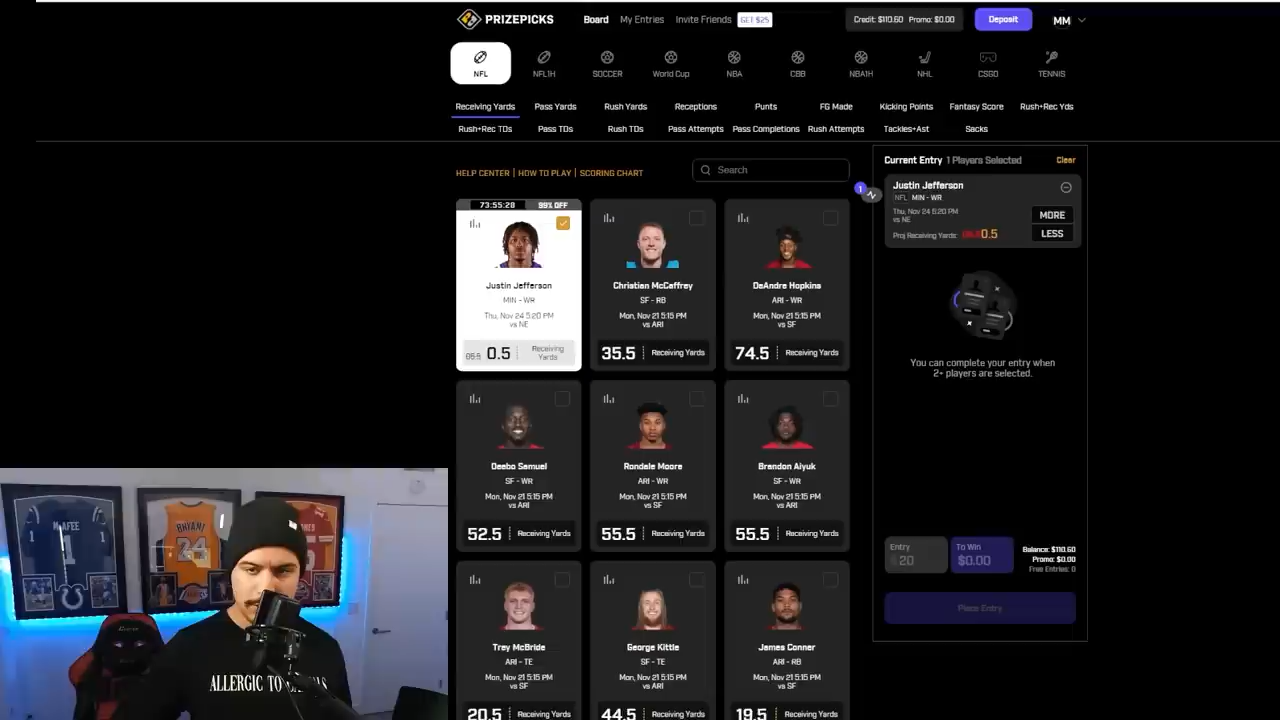 PRIZEPICKS
Board
My Entries
Invite Friends
GET $25
Credit: $110.60 Promo: $0.00
Deposit
MM
NFL
NFL1H
SOCCER
World Cup
NBA
CBB
NBA1H
NHL
CSGO
TENNIS
Receiving Yards
Pass Yards
Rush Yards
Receptions
Punts
FG Made
Kicking Points
Fantasy Score
Rush+Rec Yds
Rush+Rec TDs
Pass TDs
Rush TDs
Pass Attempts
Pass Completions
Rush Attempts
Tackles+Ast
Sacks
HELP CENTER | HOW TO PLAY | SCORING CHART
Search
73:55:28 99% OFF
Justin Jefferson
MIN - WR
Thu, Nov 24 5:20 PM
vs NE
0.5
Receiving
Yards
Christian McCaffrey
SF - RB
Mon, Nov 21 5:15 PM
vs ARI
35.5 Receiving Yards
DeAndre Hopkins
ARI - WR
Mon, Nov 21 5:15 PM
vs SF
74.5 Receiving Yards
Deebo Samuel
SF - WR
Mon, Nov 21 5:15 PM
vs ARI
52.5 Receiving Yards
Rondale Moore
ARI - WR
Mon, Nov 21 5:15 PM
vs SF
55.5 Receiving Yards
Brandon Aiyuk
SF - WR
Mon, Nov 21 5:15 PM
vs ARI
55.5 Receiving Yards
Trey McBride
ARI - TE
Mon, Nov 21 5:15 PM
vs SF
20.5 Receiving Yards
George Kittle
SF - TE
Mon, Nov 21 5:15 PM
vs ARI
44.5 Receiving Yards
James Conner
ARI - RB
Mon, Nov 21 5:15 PM
vs SF
19.5 Receiving Yards
1
Current Entry 1 Players Selected
Clear
Justin Jefferson
NFL MIN - WR
Thu, Nov 24 5:20 PM
vs NE
Proj Receiving Yards: 0.5
MORE
LESS
You can complete your entry when
2+ players are selected.
Entry
20
To Win
$0.00
Balance: $110.60
Promo: $0.00
Free Entries: 0
Place Entry
BRYANT
24
1
ALLERGIC TO